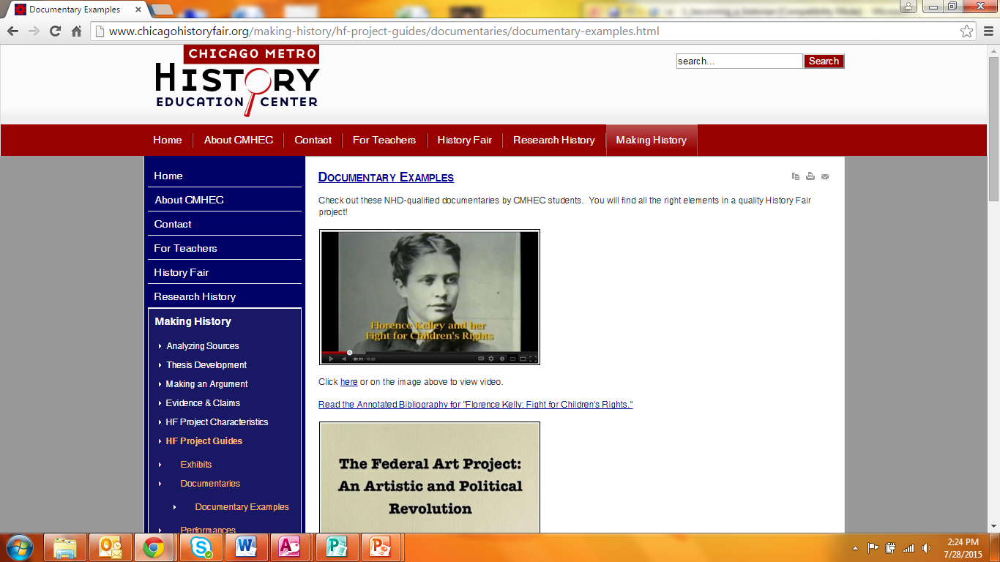 Documentary Examples
www.chicagohistoryfair.org/making-history/hf-project-guides/documentaries/documentary-examples.html
CHICAGO METRO
HISTORY
EDUCATION CENTER
search...
Search
Home
About CMHEC
Contact
For Teachers
History Fair
Research History
Making History
Home
About CMHEC
Contact
For Teachers
History Fair
Research History
Making History
Analyzing Sources
Thesis Development
Making an Argument
Evidence & Claims
HF Project Characteristics
HF Project Guides
Exhibits
Documentaries
Documentary Examples
Performances
DOCUMENTARY EXAMPLES
Check out these NHD-qualified documentaries by CMHEC students. You will find all the right elements in a quality History Fair
project!
Florence Kelley and her
Fight for Children's Rights
01:11 / 10:00
Click here or on the image above to view video.
Read the Annotated Bibliography for "Florence Kelly: Fight for Children's Rights."
The Federal Art Project:
An Artistic and Political
Revolution
2:24 PM
7/28/2015